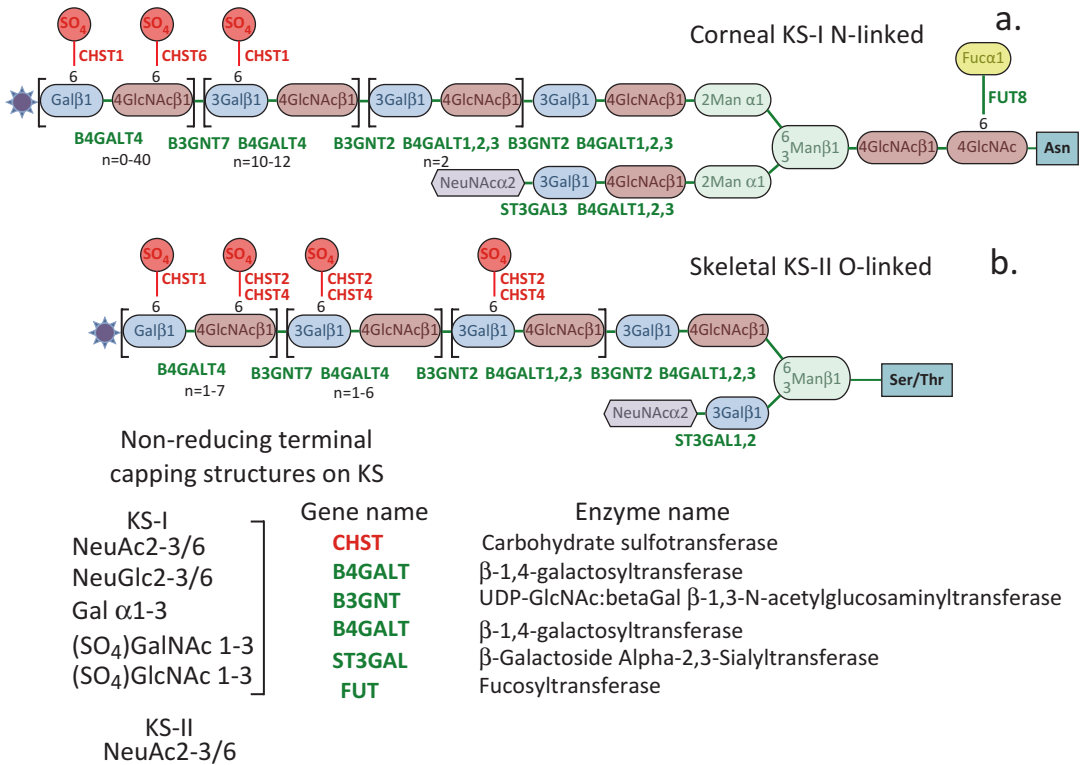 a.
Corneal KS-I N-linked
SO4 SO4 SO4
CHST1 CHST6 CHST1
6 6 6
Fucα1
FUT8
6
Galβ1 4GlcNAcβ1 3Galβ1 4GlcNAcβ1 3Galβ1 4GlcNAcβ1 3Galβ1 4GlcNAcβ1 2Man α1
B4GALT4 B3GNT7 B4GALT4 B3GNT2 B4GALT1,2,3 B3GNT2 B4GALT1,2,3
n=0-40 n=10-12 n=2
6
3 Manβ1 4GlcNAcβ1 4GlcNAc Asn
NeuNAcα2 3Galβ1 4GlcNAcβ1 2Man α1
ST3GAL3 B4GALT1,2,3
b.
Skeletal KS-II O-linked
SO4 SO4 SO4 SO4
CHST1 CHST2 CHST2 CHST2
CHST4 CHST4 CHST4
6 6 6 6
Galβ1 4GlcNAcβ1 3Galβ1 4GlcNAcβ1 3Galβ1 4GlcNAcβ1 3Galβ1 4GlcNAcβ1
B4GALT4 B3GNT7 B4GALT4 B3GNT2 B4GALT1,2,3 B3GNT2 B4GALT1,2,3
n=1-7 n=1-6
6
3 Manβ1 Ser/Thr
NeuNAcα2 3Galβ1
ST3GAL1,2
Non-reducing terminal
capping structures on KS
KS-I
NeuAc2-3/6
NeuGlc2-3/6
Gal α1-3
(SO4)GalNAc 1-3
(SO4)GlcNAc 1-3
KS-II
NeuAc2-3/6
Gene name Enzyme name
CHST Carbohydrate sulfotransferase
B4GALT β-1,4-galactosyltransferase
B3GNT UDP-GlcNAc:betaGal β-1,3-N-acetylglucosaminyltransferase
B4GALT β-1,4-galactosyltransferase
ST3GAL β-Galactoside Alpha-2,3-Sialyltransferase
FUT Fucosyltransferase